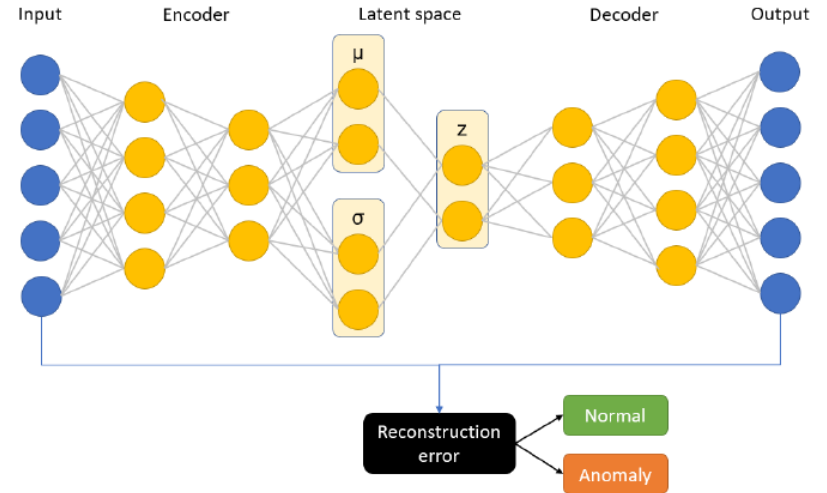 Input
Encoder
Latent space
Decoder
Output
μ
z
σ
Reconstruction
error
Normal
Anomaly